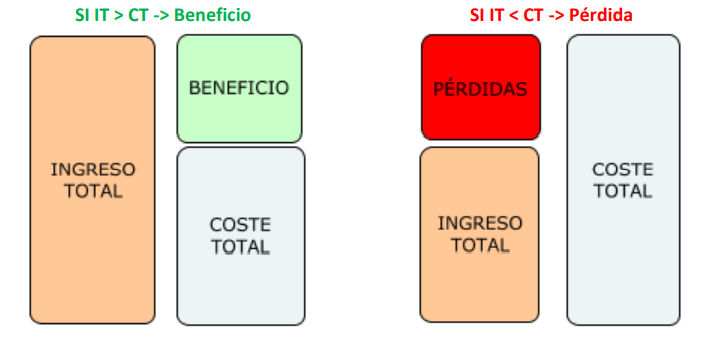 SI IT > CT -> Beneficio
INGRESO
TOTAL
BENEFICIO
COSTE
TOTAL
SI IT < CT -> Pérdida
PÉRDIDAS
INGRESO
TOTAL
COSTE
TOTAL